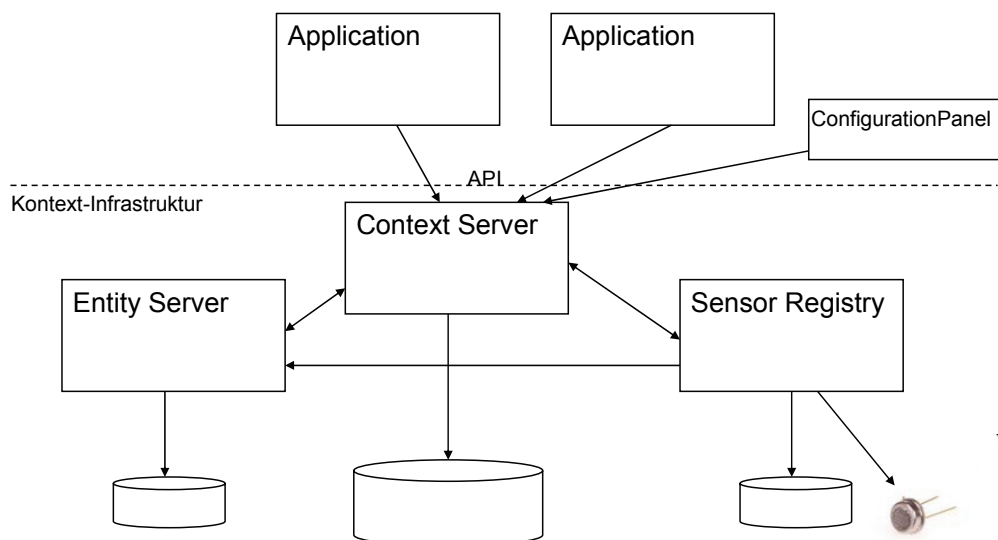 Application
Application
ConfigurationPanel
API
Kontext-Infrastruktur
Context Server
Entity Server
Sensor Registry